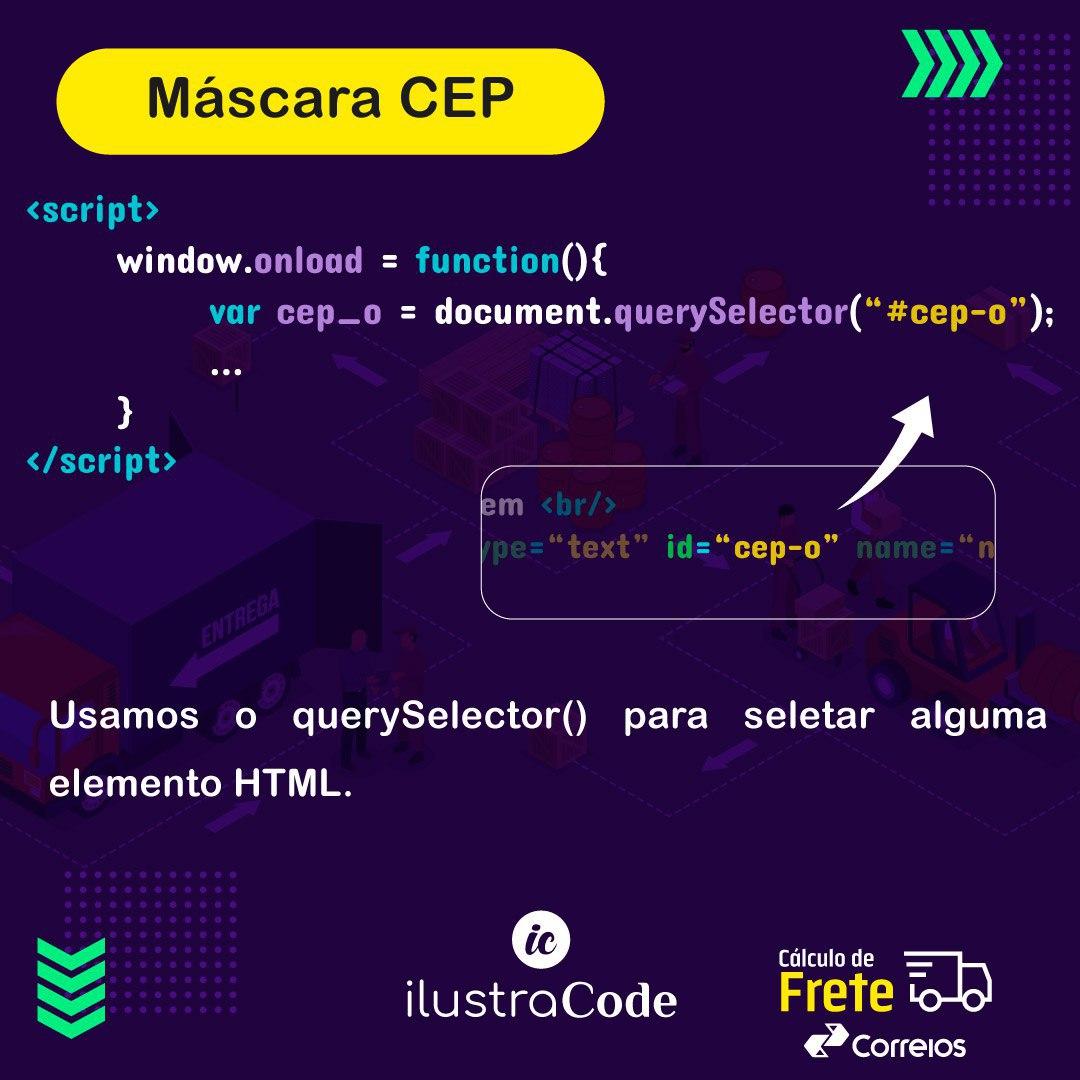 Máscara CEP
<script>
window.onload = function(){
var cep_o = document.querySelector(“#cep-o”);
...
}
</script>
em <br/>
ype=“text” id=“cep-o” name=“n
ENTREGA
Usamos o querySelector() para seletar alguma
elemento HTML.
ic
ilustraCode
Cálculo de
Frete
Correios